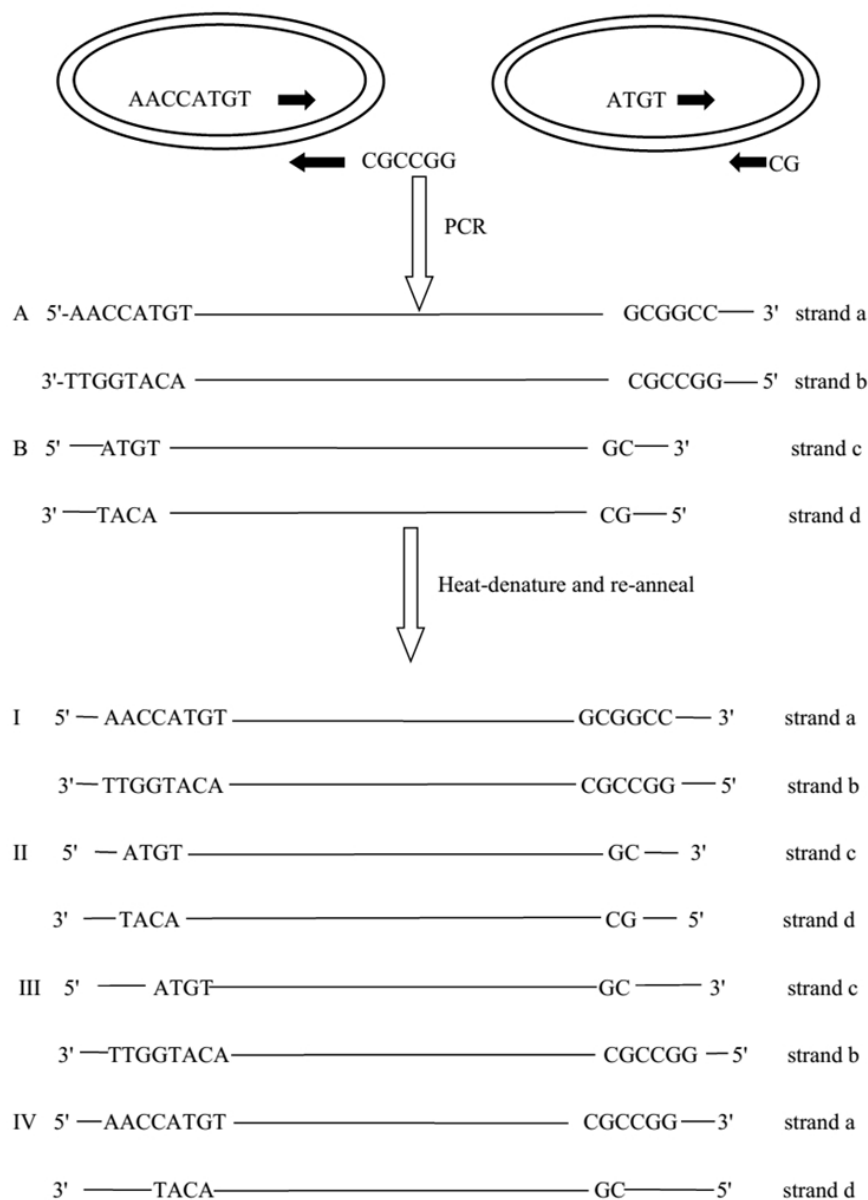 AACCATGT ATGT
CGCCGG CG
PCR
A 5'-AACCATGT GCGGCC 3' strand a
3'-TTGGTACA CGCCGG 5' strand b
B 5' ATGT GC 3' strand c
3' TACA CG 5' strand d
Heat-denature and re-anneal
I 5' AACCATGT GCGGCC 3' strand a
3' TTGGTACA CGCCGG 5' strand b
II 5' ATGT GC 3' strand c
3' TACA CG 5' strand d
III 5' ATGT GC 3' strand c
3' TTGGTACA CGCCGG 5' strand b
IV 5' AACCATGT CGCCGG 3' strand a
3' TACA GC 5' strand d